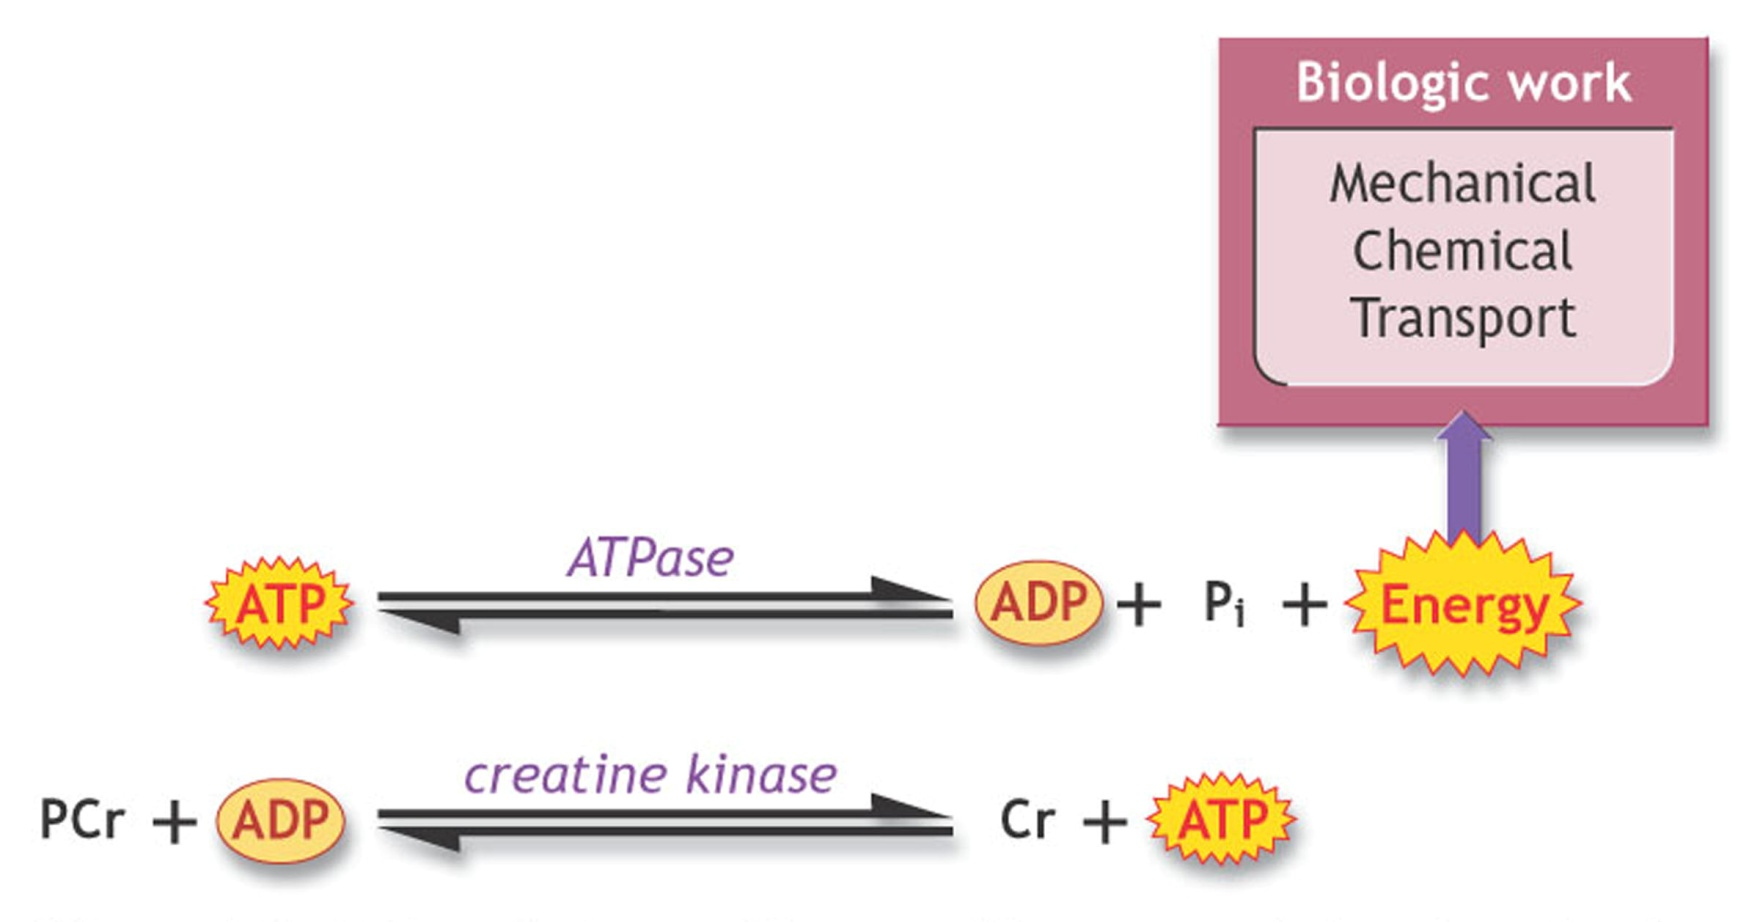 Biologic work
Mechanical
Chemical
Transport
ATPase
ATP ADP + Pi + Energy
creatine kinase
PCr + ADP Cr + ATP